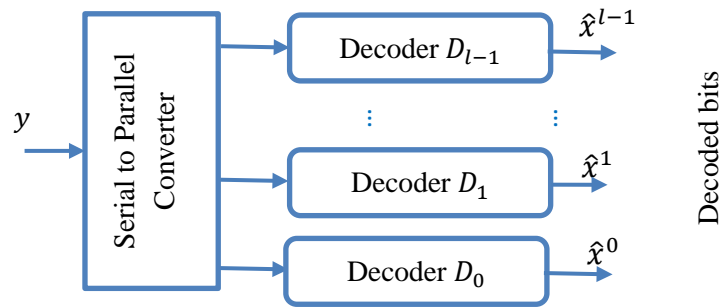 y
Serial to Parallel
Converter
Decoder D_{l-1}
x̂^{l-1}
⋮
⋮
Decoder D_1
x̂^1
Decoder D_0
x̂^0
Decoded bits